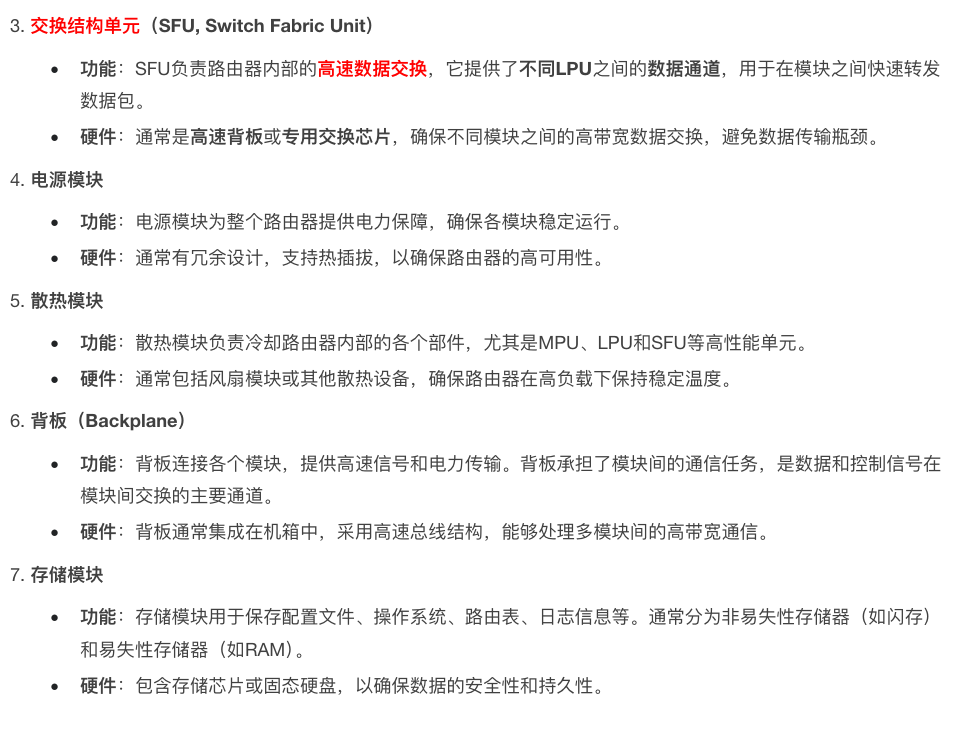 3. 交换结构单元（SFU, Switch Fabric Unit）
• 功能：SFU负责路由器内部的高速数据交换，它提供了不同LPU之间的数据通道，用于在模块之间快速转发
数据包。
• 硬件：通常是高速背板或专用交换芯片，确保不同模块之间的高带宽数据交换，避免数据传输瓶颈。
4. 电源模块
• 功能：电源模块为整个路由器提供电力保障，确保各模块稳定运行。
• 硬件：通常有冗余设计，支持热插拔，以确保路由器的高可用性。
5. 散热模块
• 功能：散热模块负责冷却路由器内部的各个部件，尤其是MPU、LPU和SFU等高性能单元。
• 硬件：通常包括风扇模块或其他散热设备，确保路由器在高负载下保持稳定温度。
6. 背板（Backplane）
• 功能：背板连接各个模块，提供高速信号和电力传输。背板承担了模块间的通信任务，是数据和控制信号在
模块间交换的主要通道。
• 硬件：背板通常集成在机箱中，采用高速总线结构，能够处理多模块间的高带宽通信。
7. 存储模块
• 功能：存储模块用于保存配置文件、操作系统、路由表、日志信息等。通常分为非易失性存储器（如闪存）
和易失性存储器（如RAM）。
• 硬件：包含存储芯片或固态硬盘，以确保数据的安全性和持久性。